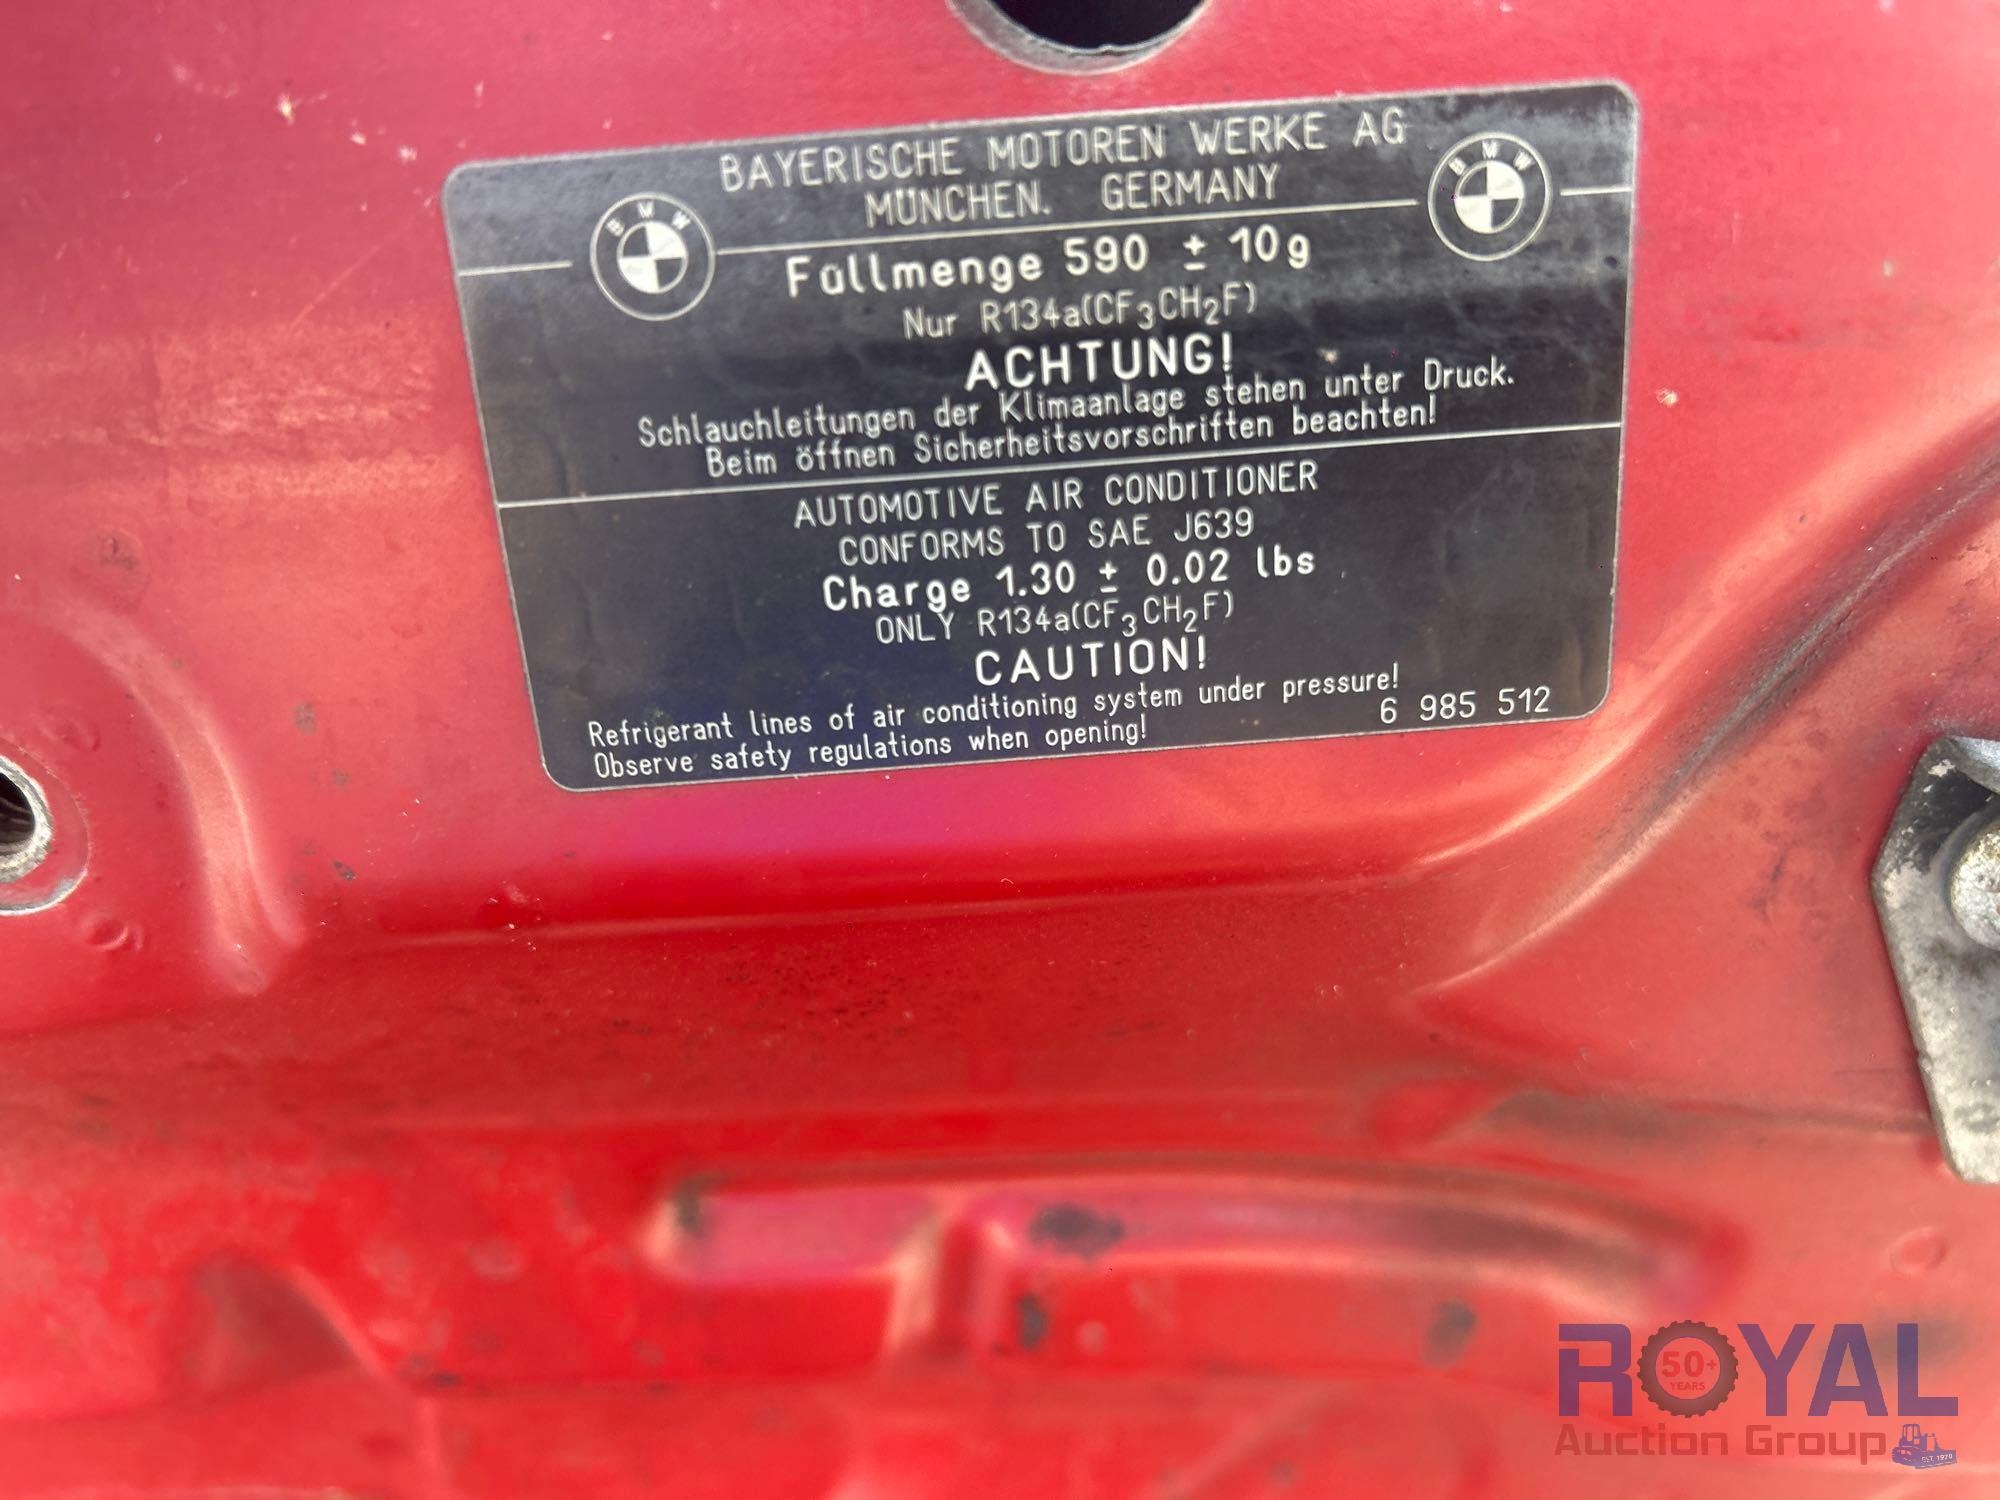 BAYERISCHE MOTOREN WERKE AG
MÜNCHEN. GERMANY
BMW
BMW
Füllmenge 590 ± 10g
Nur R134a(CF3CH2F)
ACHTUNG!
Schlauchleitungen der Klimaanlage stehen unter Druck.
Beim öffnen Sicherheitsvorschriften beachten!
AUTOMOTIVE AIR CONDITIONER
CONFORMS TO SAE J639
Charge 1.30 ± 0.02 lbs
ONLY R134a(CF3CH2F)
CAUTION!
Refrigerant lines of air conditioning system under pressure!
Observe safety regulations when opening!
6 985 512
ROYAL
50+
YEARS
Auction Group
EST. 1970